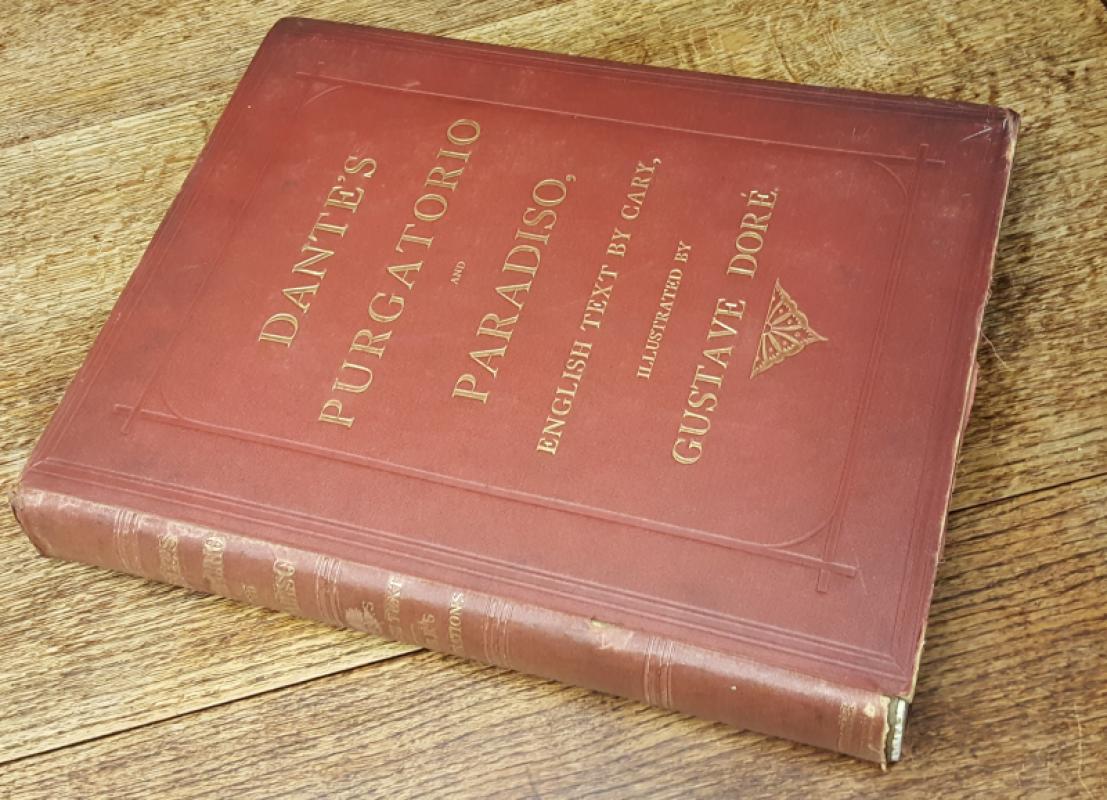 DANTE'S
PURGATORIO
AND
PARADISO,
ENGLISH TEXT BY CARY,
ILLUSTRATED BY
GUSTAVE DORÉ.